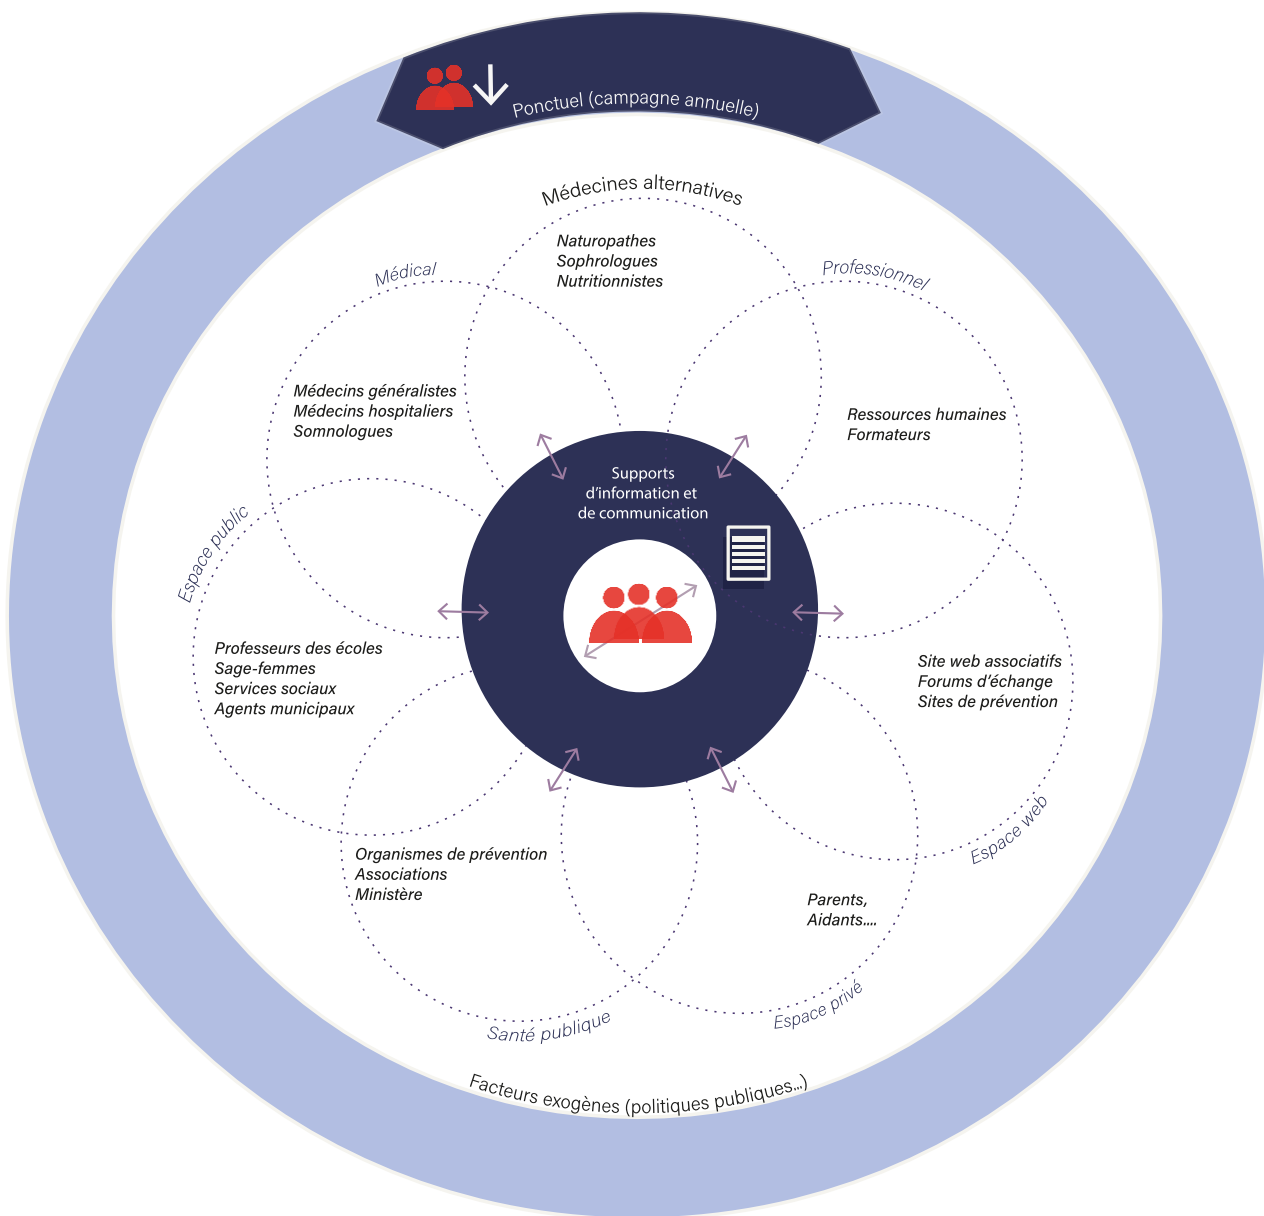 Ponctuel (campagne annuelle)
Médecines alternatives
Naturopathes
Sophrologues
Nutritionnistes
Médical
Médecins généralistes
Médecins hospitaliers
Somnologues
Professionnel
Ressources humaines
Formateurs
Supports
d'information et
de communication
Espace public
Professeurs des écoles
Sage-femmes
Services sociaux
Agents municipaux
Site web associatifs
Forums d'échange
Sites de prévention
Espace web
Organismes de prévention
Associations
Ministère
Santé publique
Parents,
Aidants....
Espace privé
Facteurs exogènes (politiques publiques...)